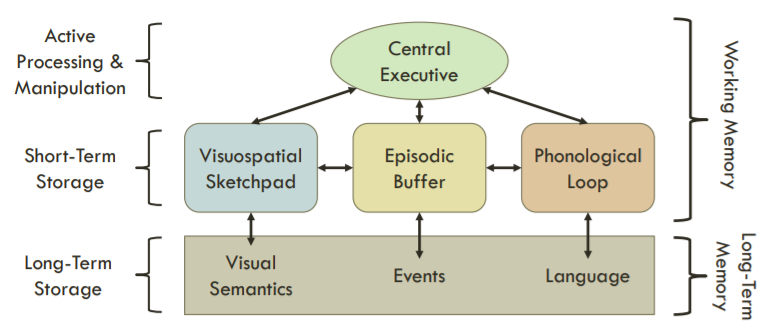 Active
Processing &
Manipulation
Central
Executive
Working Memory
Short-Term
Storage
Visuospatial
Sketchpad
Episodic
Buffer
Phonological
Loop
Long-Term
Storage
Visual
Semantics
Events
Language
Long-Term
Memory